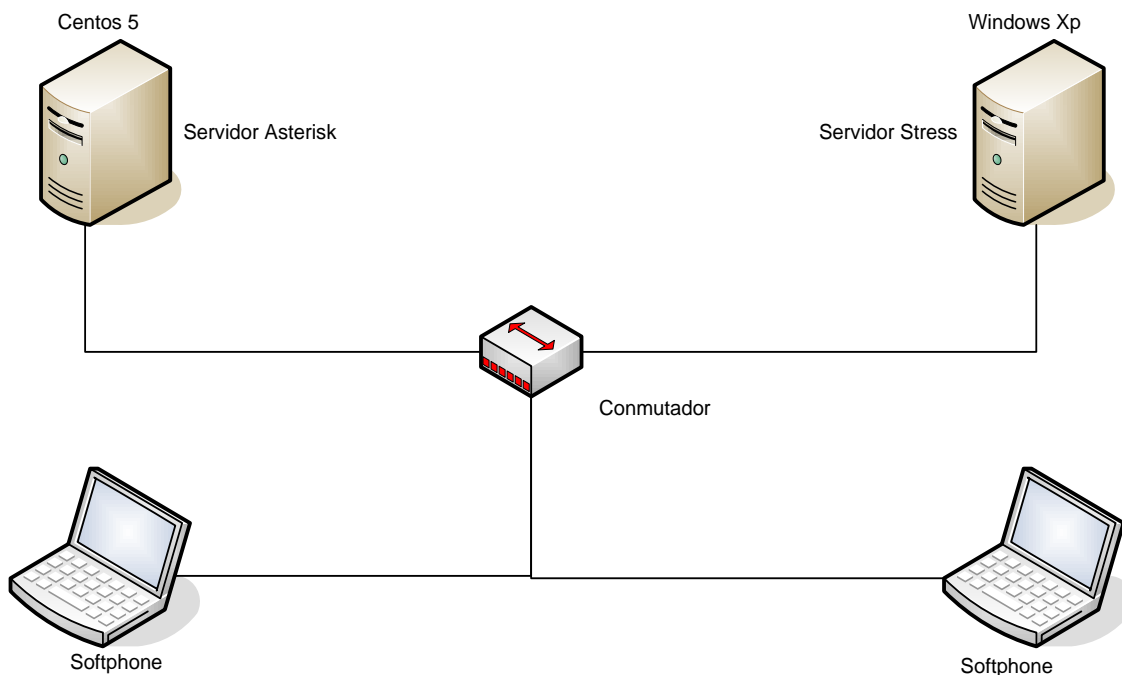 Centos 5
Windows Xp
Servidor Asterisk
Servidor Stress
Conmutador
Softphone
Softphone